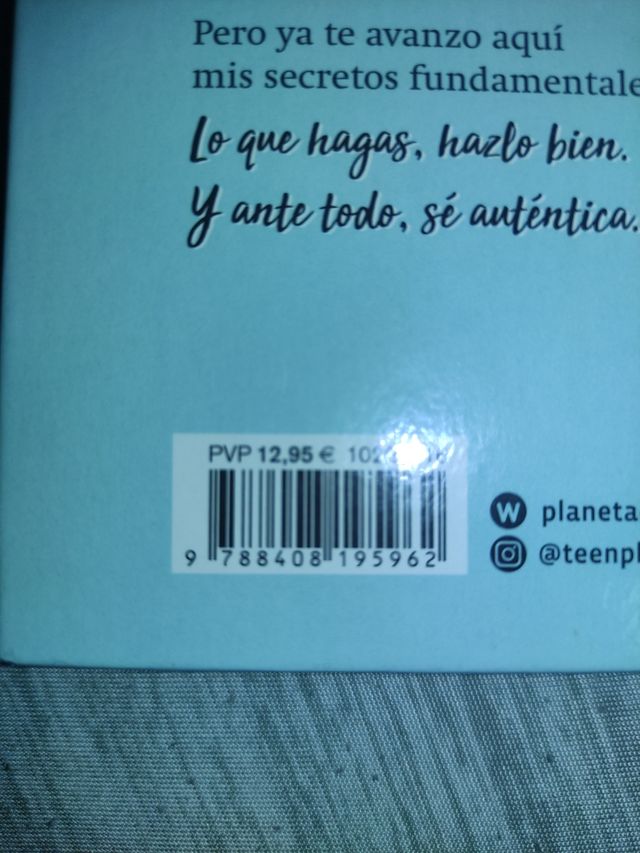 Pero ya te avanzo aquí
mis secretos fundamentale
Lo que hagas, hazlo bien.
Y ante todo, sé auténtica.
PVP 12,95 €
9 788408 195962
W planeta
@teenpl